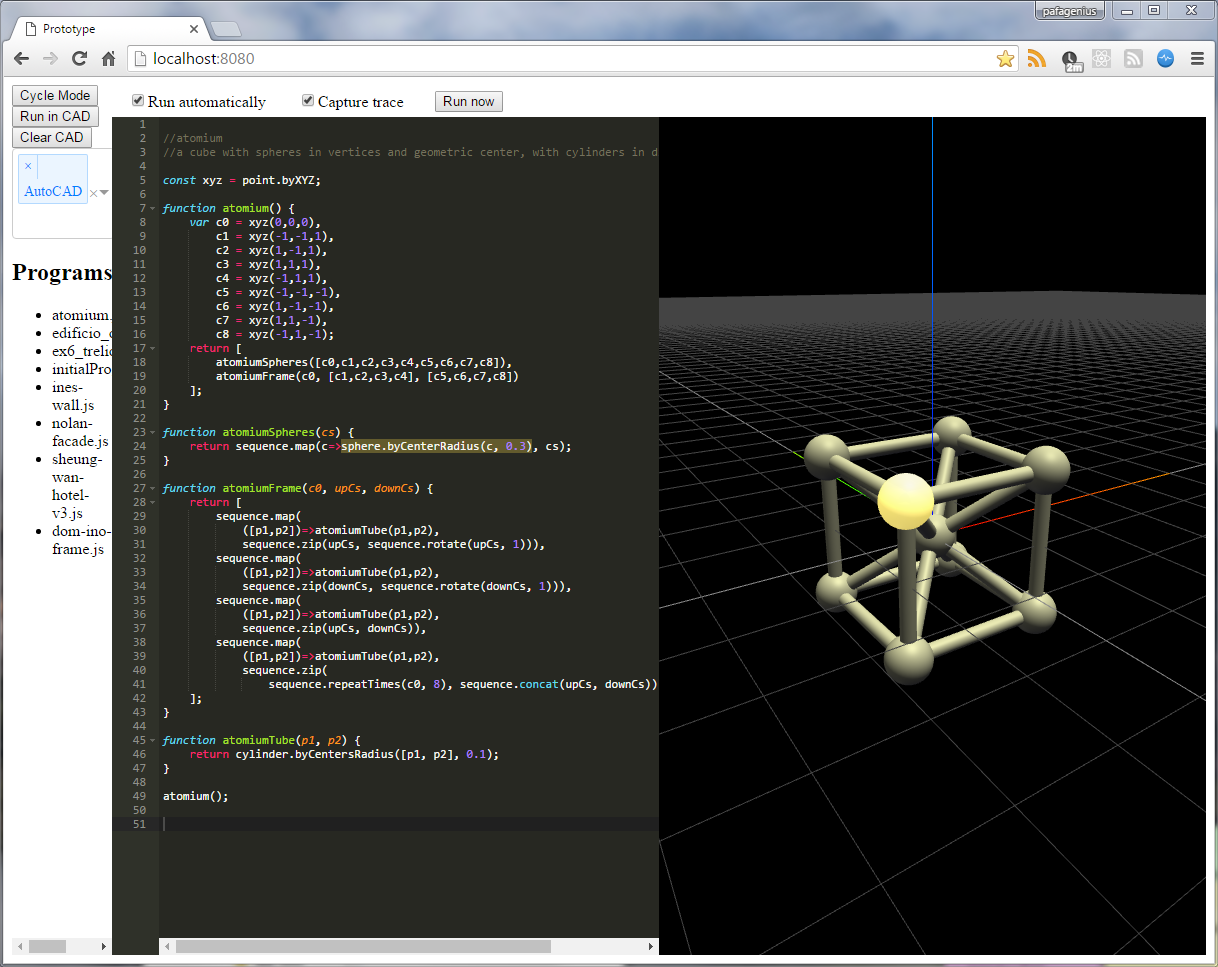 pafagenius
Prototype
localhost:8080
2m
Cycle Mode
Run in CAD
Clear CAD
×
AutoCAD
Programs
atomium.
edificio_c
ex6_trelic
initialPro
ines-
wall.js
nolan-
facade.js
sheung-
wan-
hotel-
v3.js
dom-ino-
frame.js
Run automatically
Capture trace
Run now
1
2 //atomium
3 //a cube with spheres in vertices and geometric center, with cylinders in d
4
5 const xyz = point.byXYZ;
6
7 function atomium() {
8 var c0 = xyz(0,0,0),
9 c1 = xyz(-1,-1,1),
10 c2 = xyz(1,-1,1),
11 c3 = xyz(1,1,1),
12 c4 = xyz(-1,1,1),
13 c5 = xyz(-1,-1,-1),
14 c6 = xyz(1,-1,-1),
15 c7 = xyz(1,1,-1),
16 c8 = xyz(-1,1,-1);
17 return [
18 atomiumSpheres([c0,c1,c2,c3,c4,c5,c6,c7,c8]),
19 atomiumFrame(c0, [c1,c2,c3,c4], [c5,c6,c7,c8])
20 ];
21 }
22
23 function atomiumSpheres(cs) {
24 return sequence.map(c=>sphere.byCenterRadius(c, 0.3), cs);
25 }
26
27 function atomiumFrame(c0, upCs, downCs) {
28 return [
29 sequence.map(
30 ([p1,p2])=>atomiumTube(p1,p2),
31 sequence.zip(upCs, sequence.rotate(upCs, 1))),
32 sequence.map(
33 ([p1,p2])=>atomiumTube(p1,p2),
34 sequence.zip(downCs, sequence.rotate(downCs, 1))),
35 sequence.map(
36 ([p1,p2])=>atomiumTube(p1,p2),
37 sequence.zip(upCs, downCs)),
38 sequence.map(
39 ([p1,p2])=>atomiumTube(p1,p2),
40 sequence.zip(
41 sequence.repeatTimes(c0, 8), sequence.concat(upCs, downCs))
42 ];
43 }
44
45 function atomiumTube(p1, p2) {
46 return cylinder.byCentersRadius([p1, p2], 0.1);
47 }
48
49 atomium();
50
51